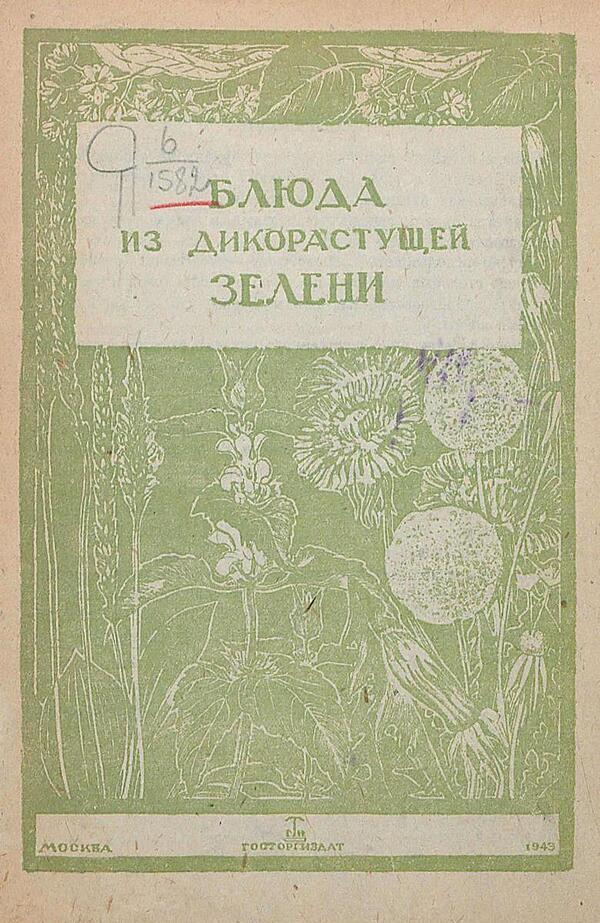 6
1582
БЛЮДА
ИЗ ДИКОРАСТУЩЕЙ
ЗЕЛЕНИ
МОСКВА ГОСТОРГИЗДАТ 1943